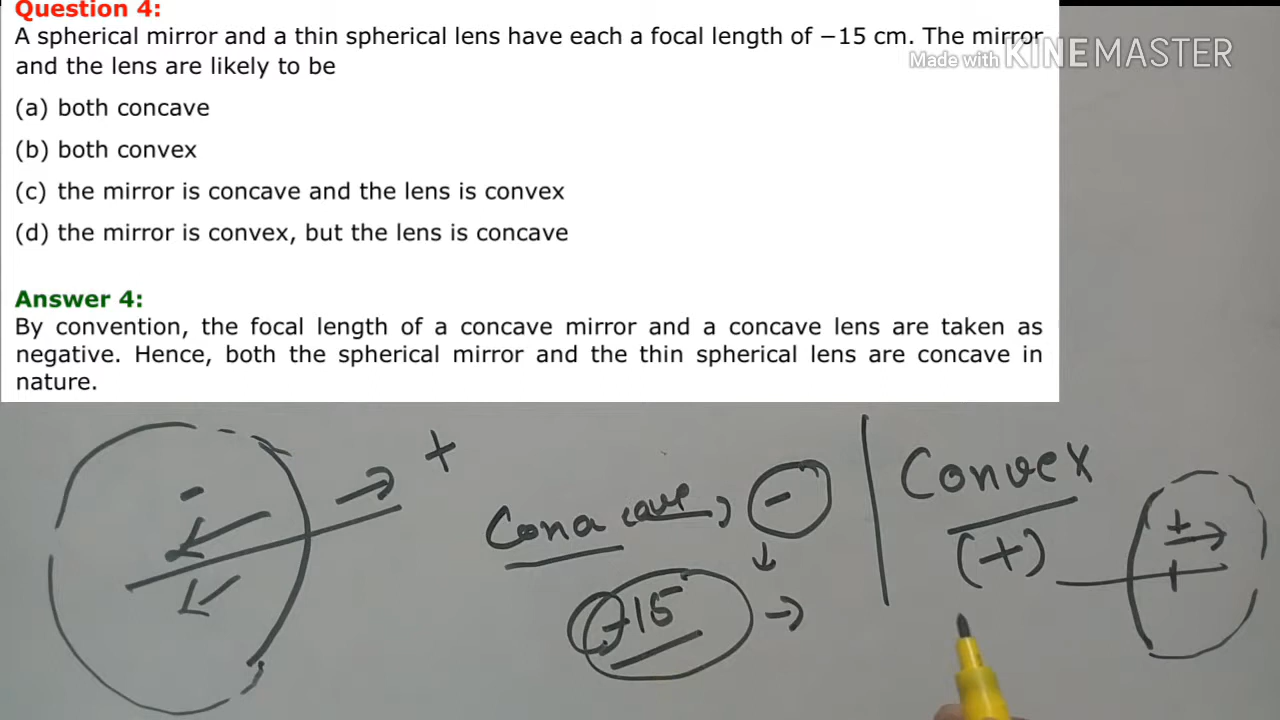 Question 4:
A spherical mirror and a thin spherical lens have each a focal length of −15 cm. The mirror
and the lens are likely to be
Made with KINEMASTER
(a) both concave
(b) both convex
(c) the mirror is concave and the lens is convex
(d) the mirror is convex, but the lens is concave
Answer 4:
By convention, the focal length of a concave mirror and a concave lens are taken as
negative. Hence, both the spherical mirror and the thin spherical lens are concave in
nature.
+
-
Conacave, -
-15
Convex
(+)
+